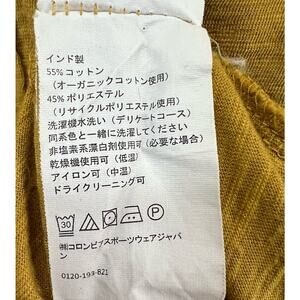 インド製
55% コットン
(オーガニックコットン使用)
45% ポリエステル
(リサイクルポリエステル使用)
洗濯機水洗い(デリケートコース)
同系色と一緒に洗濯してください
非塩素系漂白剤使用可(必要な場合)
乾燥機使用可(低温)
アイロン可(中温)
ドライクリーニング可
30
P
㈱コロンビアスポーツウェアジャパ
ン
0120-193-821